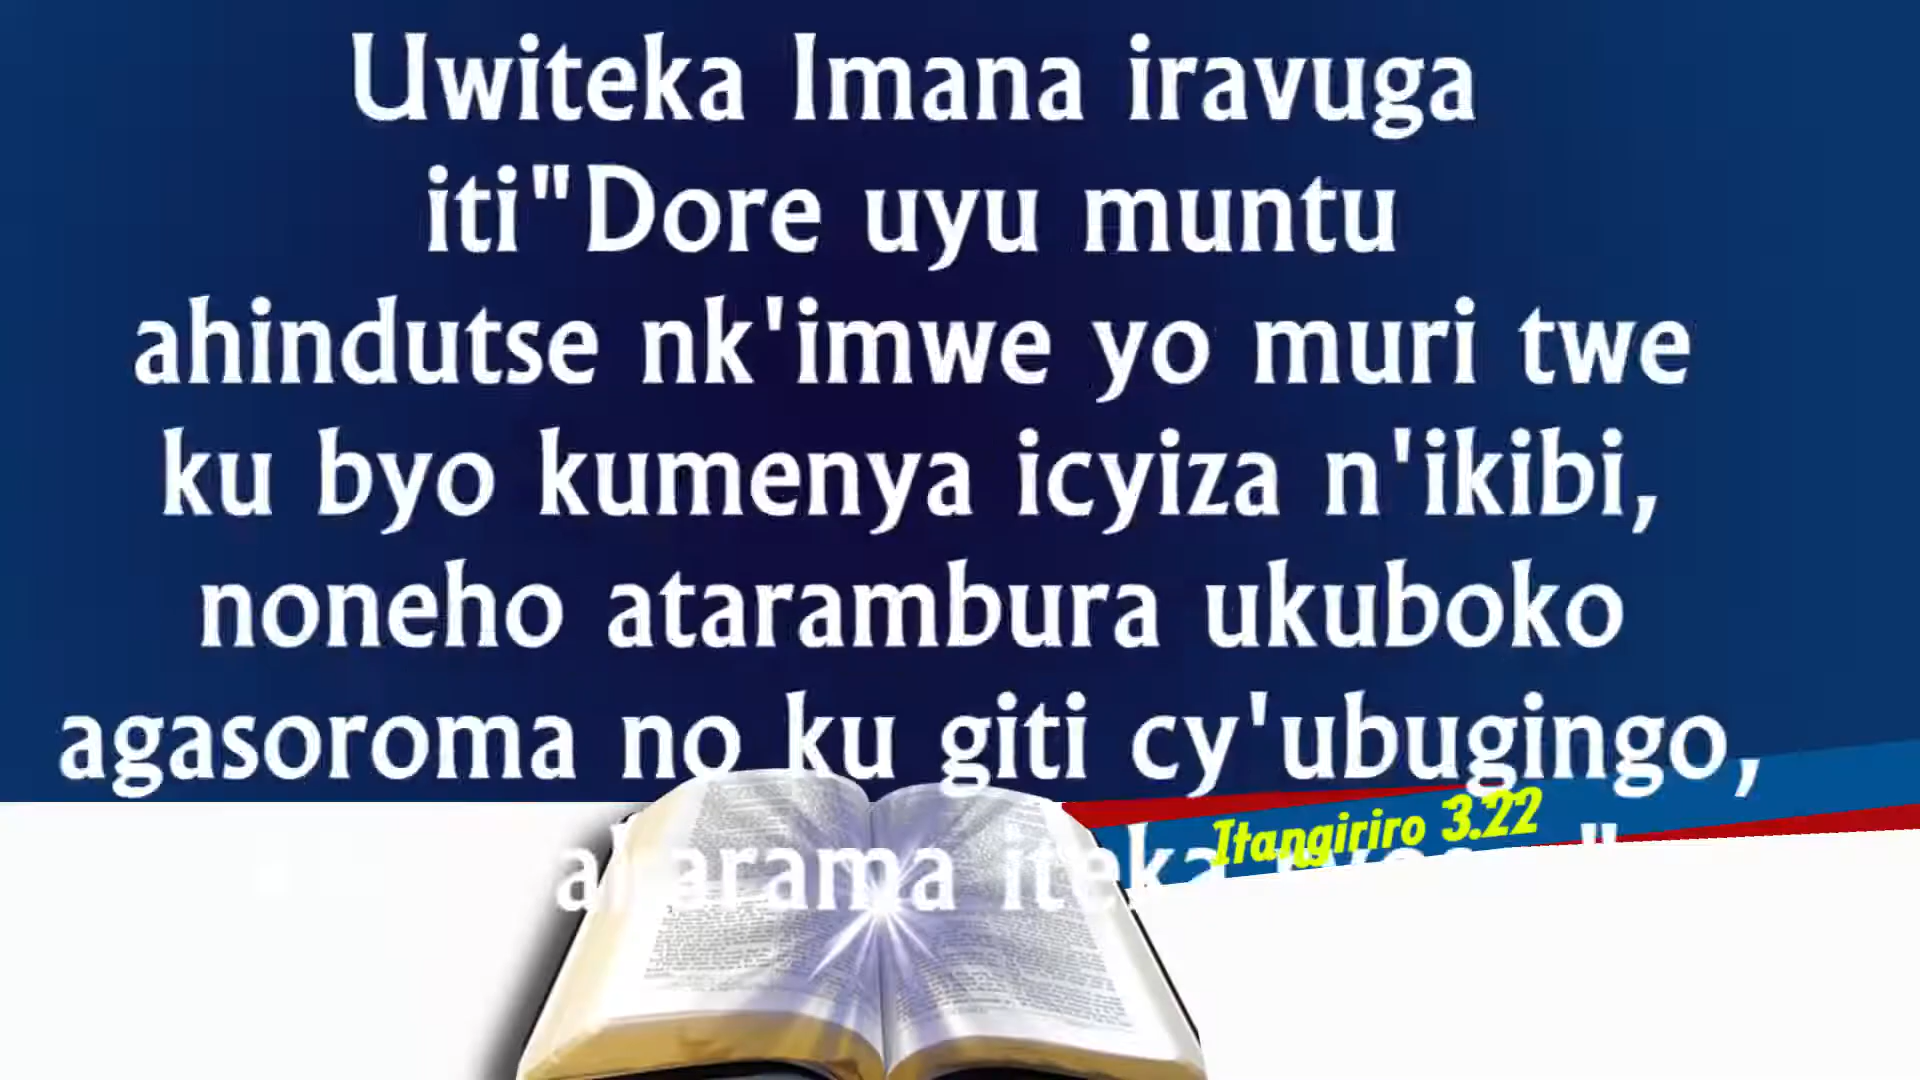 Uwiteka Imana iravuga
iti"Dore uyu muntu
ahindutse nk'imwe yo muri twe
ku byo kumenya icyiza n'ikibi,
noneho atarambura ukuboko
agasoroma no ku giti cy'ubugingo,
iteka
Itangiriro 3.22